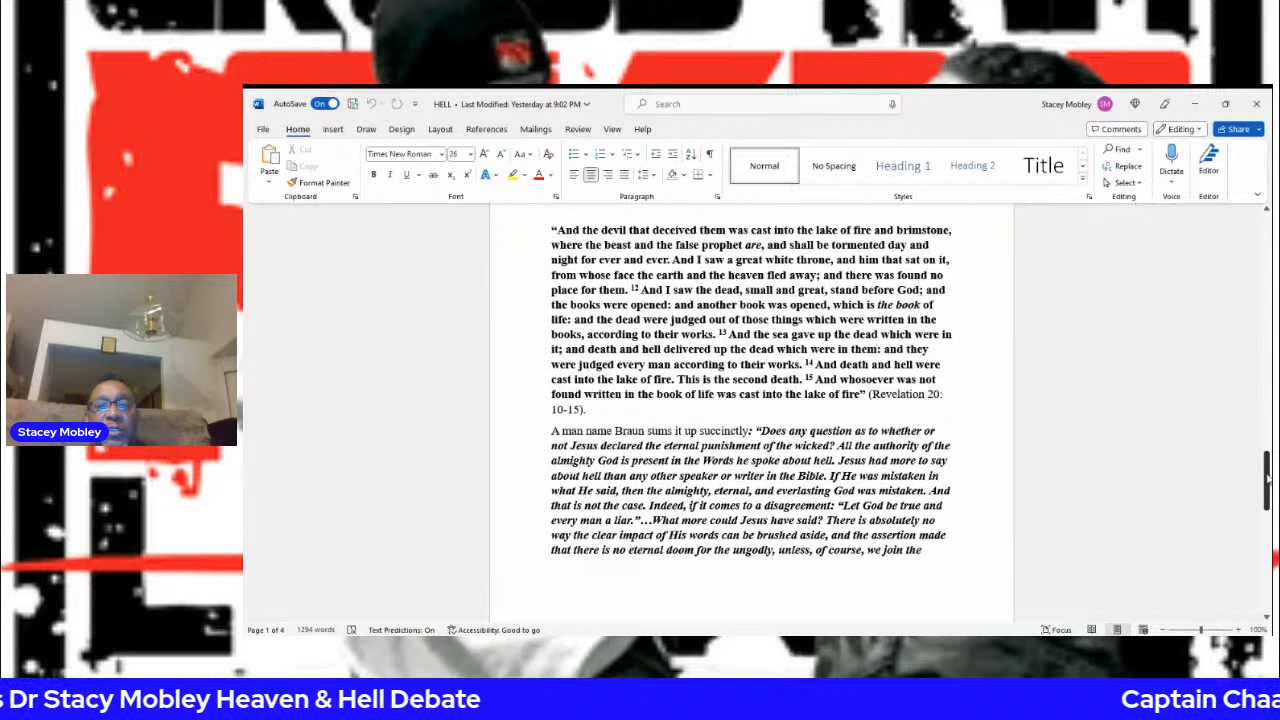 AutoSave On HELL • Last Modified: Yesterday at 9:02 PM Search Stacey Mobley SM
File Home Insert Draw Design Layout References Mailings Review View Help Comments Editing Share
Paste Cut Copy Format Painter
Clipboard
Times New Roman 26 Aa
B I U ab x₂ x² A A
Font
Paragraph
Normal No Spacing Heading 1 Heading 2 Title
Styles
Find Replace Select
Editing
Dictate
Voice
Editor
Editor
“And the devil that deceived them was cast into the lake of fire and brimstone,
where the beast and the false prophet are, and shall be tormented day and
night for ever and ever. And I saw a great white throne, and him that sat on it,
from whose face the earth and the heaven fled away; and there was found no
place for them. ¹² And I saw the dead, small and great, stand before God; and
the books were opened: and another book was opened, which is the book of
life: and the dead were judged out of those things which were written in the
books, according to their works. ¹³ And the sea gave up the dead which were in
it; and death and hell delivered up the dead which were in them: and they
were judged every man according to their works. ¹⁴ And death and hell were
cast into the lake of fire. This is the second death. ¹⁵ And whosoever was not
found written in the book of life was cast into the lake of fire” (Revelation 20:
10-15).
A man name Braun sums it up succinctly: “Does any question as to whether or
not Jesus declared the eternal punishment of the wicked? All the authority of the
almighty God is present in the Words he spoke about hell. Jesus had more to say
about hell than any other speaker or writer in the Bible. If He was mistaken in
what He said, then the almighty, eternal, and everlasting God was mistaken. And
that is not the case. Indeed, if it comes to a disagreement: “Let God be true and
every man a liar.”…What more could Jesus have said? There is absolutely no
way the clear impact of His words can be brushed aside, and the assertion made
that there is no eternal doom for the ungodly, unless, of course, we join the
Stacey Mobley
Page 1 of 4 1294 words Text Predictions: On Accessibility: Good to go Focus 100%
s Dr Stacy Mobley Heaven & Hell Debate Captain Chaa